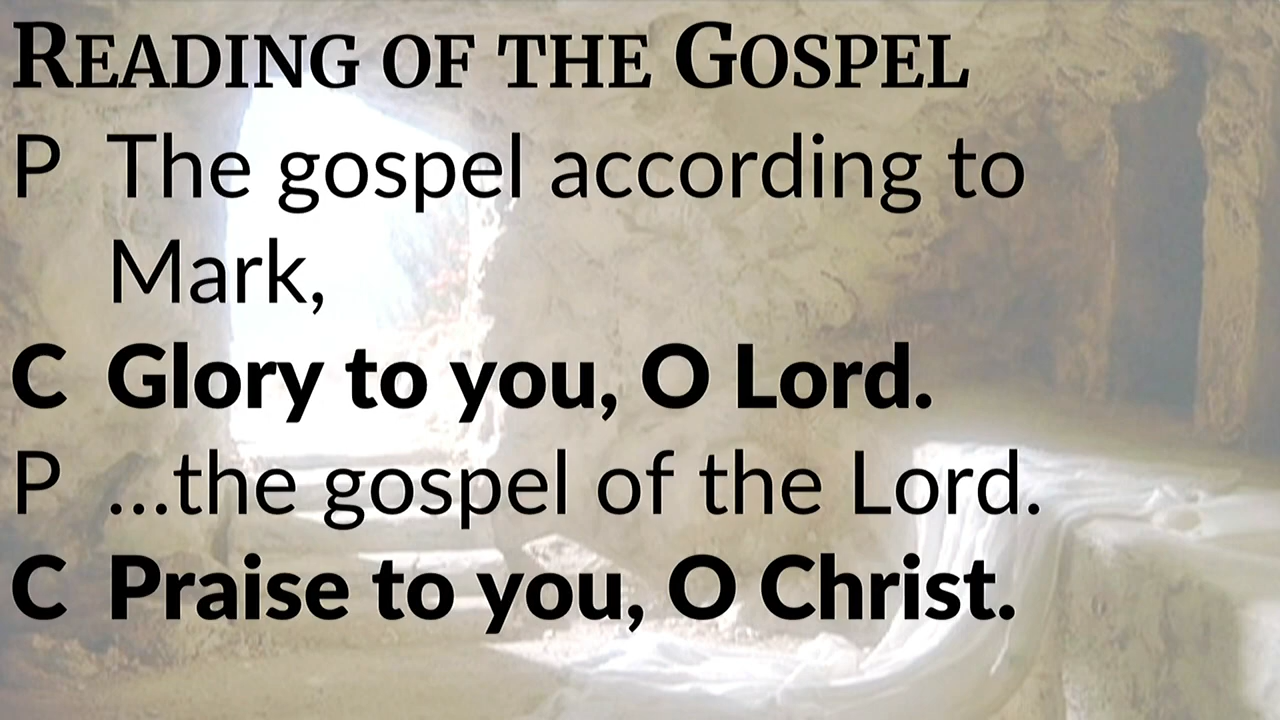 READING OF THE GOSPEL
P The gospel according to
Mark,
C Glory to you, O Lord.
P ...the gospel of the Lord.
C Praise to you, O Christ.